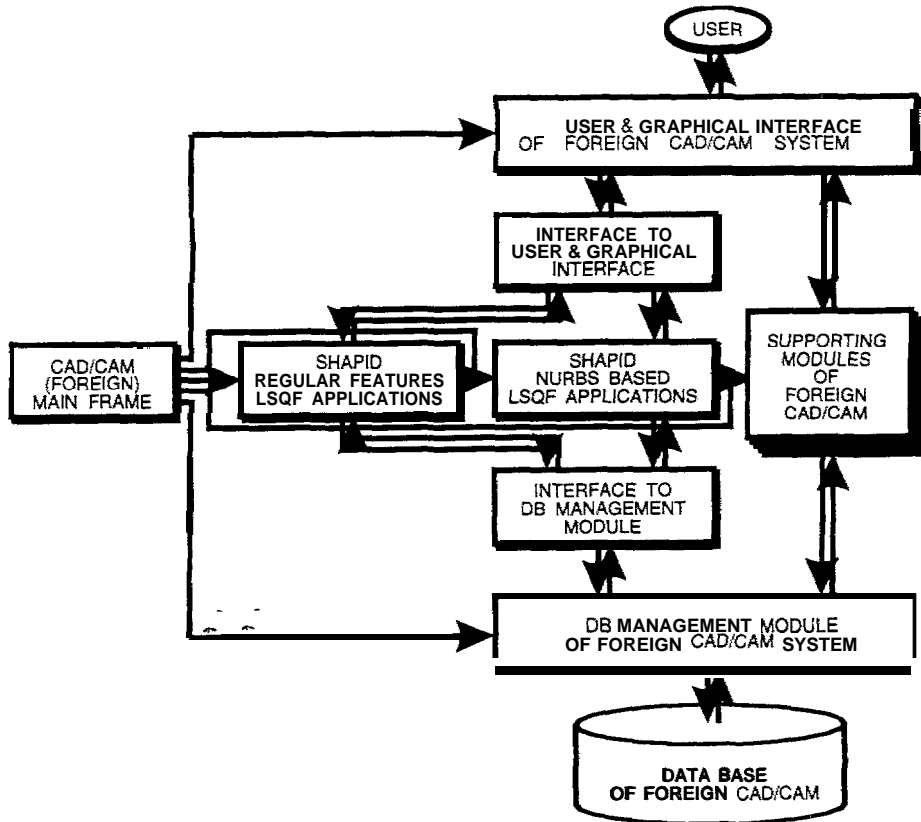 USER
USER & GRAPHICAL INTERFACE
OF FOREIGN CAD/CAM SYSTEM
INTERFACE TO
USER & GRAPHICAL
INTERFACE
CAD/CAM
(FOREIGN)
MAIN FRAME
SHAPID
REGULAR FEATURES
LSQF APPLICATIONS
SHAPID
NURBS BASED
LSQF APPLICATIONS
SUPPORTING
MODULES
OF
FOREIGN
CAD/CAM
INTERFACE TO
DB MANAGEMENT
MODULE
DB MANAGEMENT MODULE
OF FOREIGN CAD/CAM SYSTEM
DATA BASE
OF FOREIGN CAD/CAM